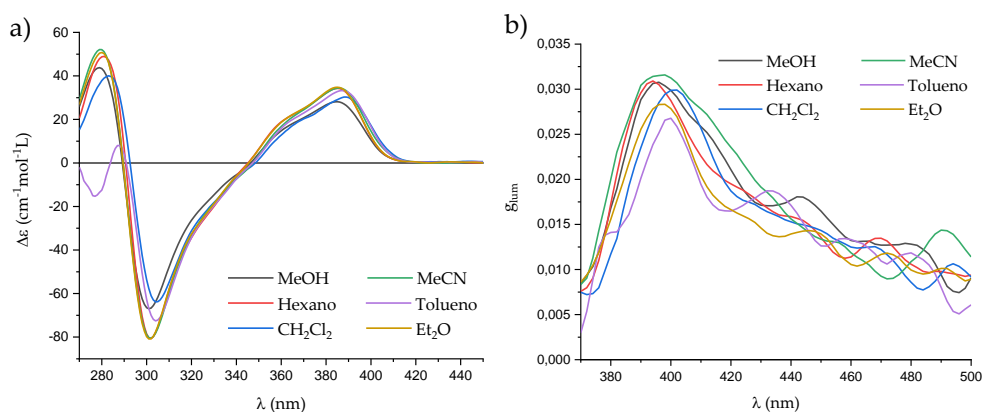 a)
60
40
20
0
-20
-40
-60
-80
Δε (cm⁻¹mol⁻¹L)
MeOH
MeCN
Hexano
Tolueno
CH₂Cl₂
Et₂O
280 300 320 340 360 380 400 420 440
λ (nm)
b)
0,035
0,030
0,025
0,020
0,015
0,010
0,005
0,000
g_lum
MeOH
MeCN
Hexano
Tolueno
CH₂Cl₂
Et₂O
380 400 420 440 460 480 500
λ (nm)